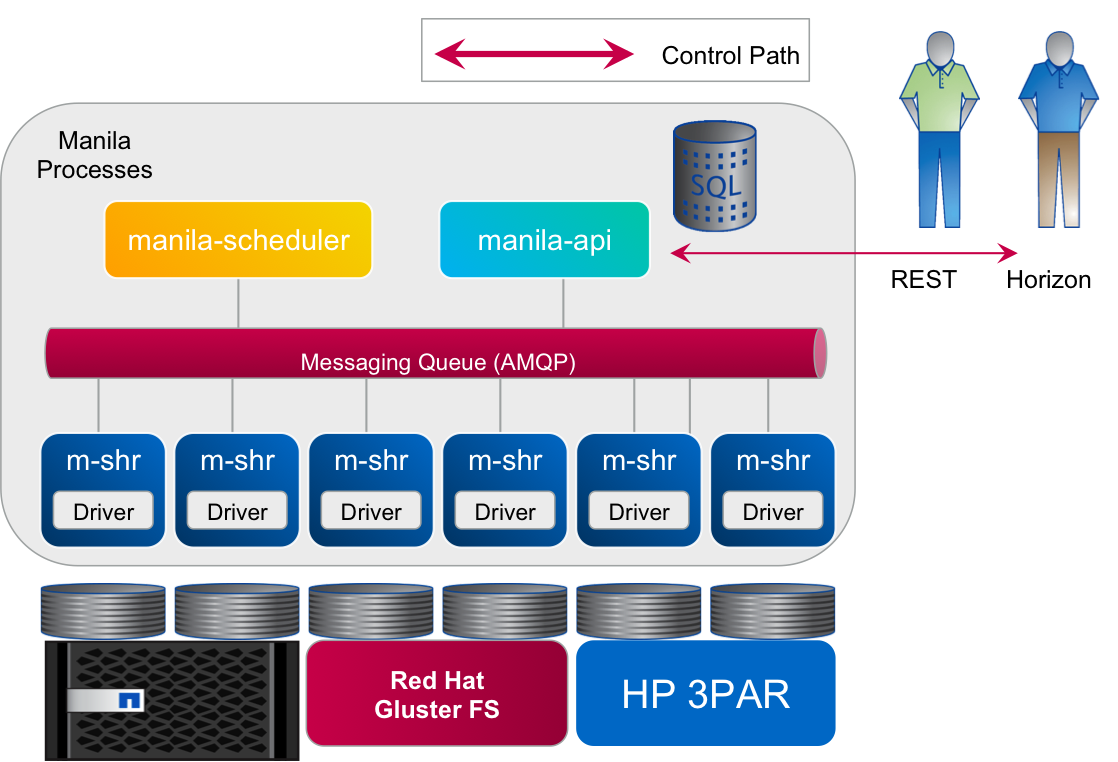 Control Path
Manila
Processes
SQL
manila-scheduler
manila-api
REST
Horizon
Messaging Queue (AMQP)
m-shr
m-shr
m-shr
m-shr
m-shr
m-shr
Driver
Driver
Driver
Driver
Driver
Driver
Red Hat
Gluster FS
HP 3PAR